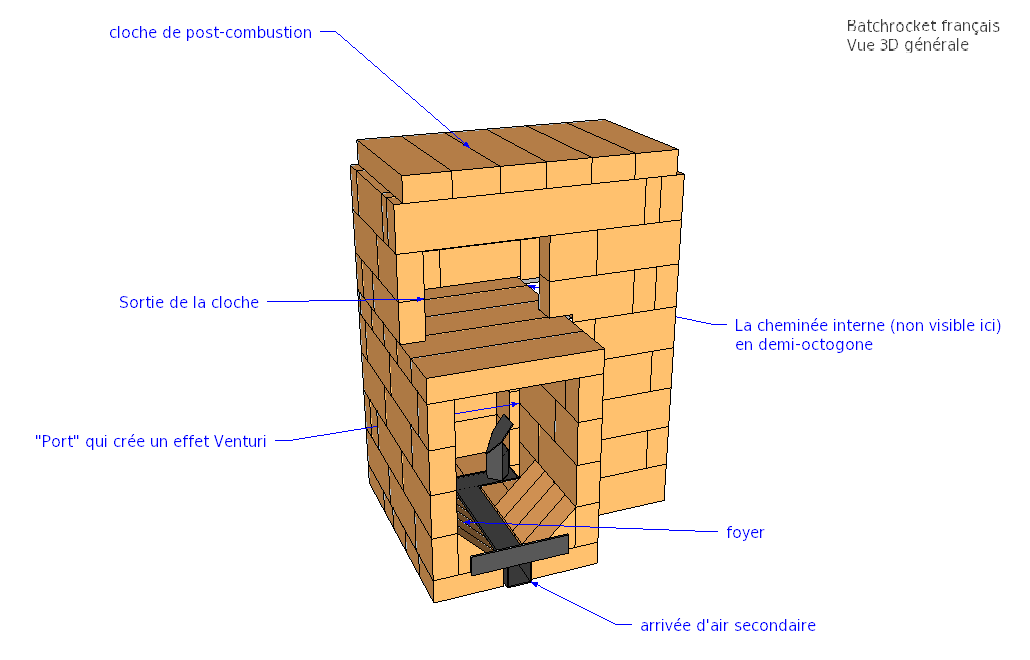 Batchrocket français
Vue 3D générale
cloche de post-combustion
Sortie de la cloche
La cheminée interne (non visible ici)
en demi-octogone
"Port" qui crée un effet Venturi
foyer
arrivée d'air secondaire